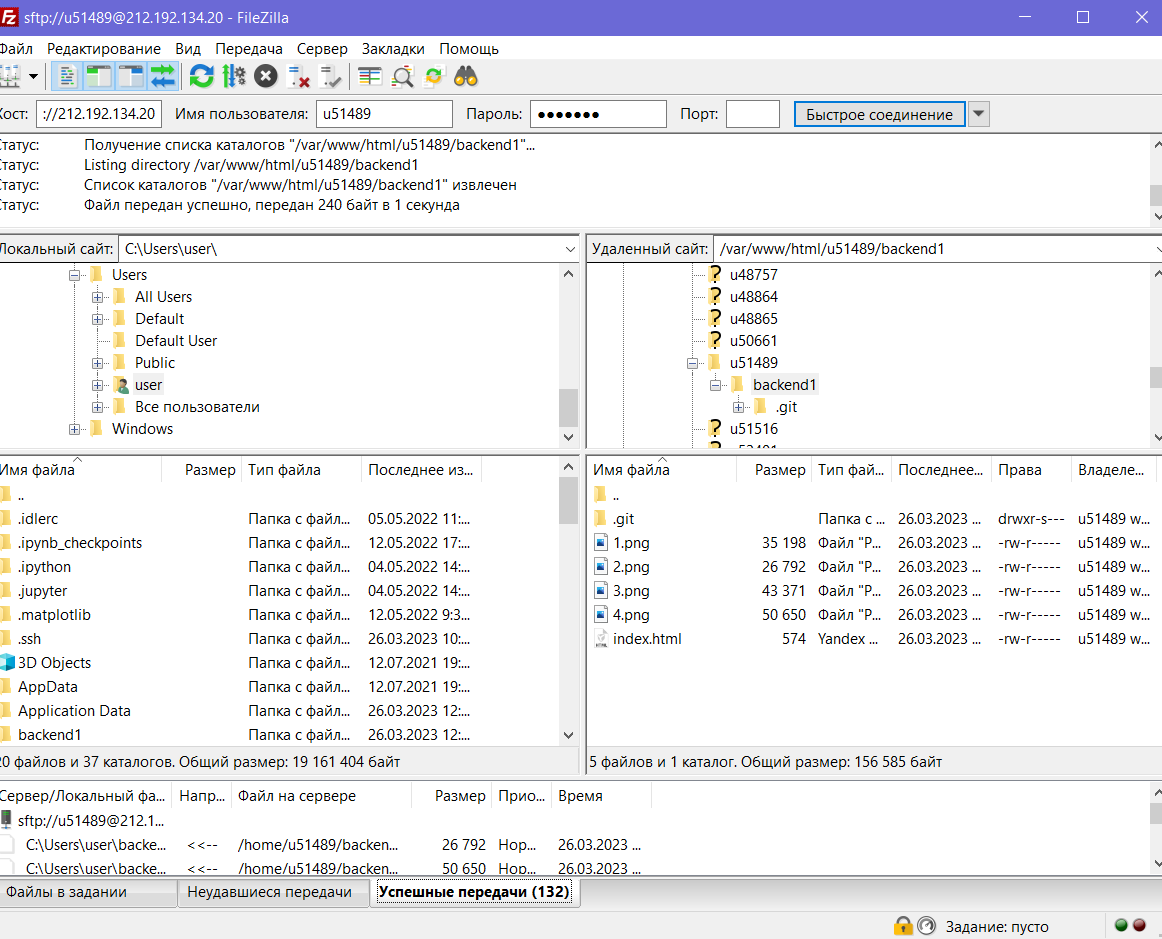 sftp://u51489@212.192.134.20 - FileZilla
Файл Редактирование Вид Передача Сервер Закладки Помощь
Хост: ://212.192.134.20 Имя пользователя: u51489 Пароль: ●●●●●●● Порт: Быстрое соединение
Статус: Получение списка каталогов "/var/www/html/u51489/backend1"...
Статус: Listing directory /var/www/html/u51489/backend1
Статус: Список каталогов "/var/www/html/u51489/backend1" извлечен
Статус: Файл передан успешно, передан 240 байт в 1 секунда
Локальный сайт: C:\Users\user\
Users
All Users
Default
Default User
Public
user
Все пользователи
Windows
Удаленный сайт: /var/www/html/u51489/backend1
u48757
u48864
u48865
u50661
u51489
backend1
.git
u51516
Имя файла Размер Тип файла Последнее из...
..
.idlerc Папка с файл... 05.05.2022 11:...
.ipynb_checkpoints Папка с файл... 12.05.2022 17:...
.ipython Папка с файл... 04.05.2022 14:...
.jupyter Папка с файл... 04.05.2022 14:...
.matplotlib Папка с файл... 12.05.2022 9:3...
.ssh Папка с файл... 26.03.2023 10:...
3D Objects Папка с файл... 12.07.2021 19:...
AppData Папка с файл... 12.07.2021 19:...
Application Data Папка с файл... 26.03.2023 12:...
backend1 Папка с файл... 26.03.2023 12:...
20 файлов и 37 каталогов. Общий размер: 19 161 404 байт
Имя файла Размер Тип фай... Последнее... Права Владеле...
..
.git Папка с ... 26.03.2023 ... drwxr-s--- u51489 w...
1.png 35 198 Файл "P... 26.03.2023 ... -rw-r----- u51489 w...
2.png 26 792 Файл "P... 26.03.2023 ... -rw-r----- u51489 w...
3.png 43 371 Файл "P... 26.03.2023 ... -rw-r----- u51489 w...
4.png 50 650 Файл "P... 26.03.2023 ... -rw-r----- u51489 w...
index.html 574 Yandex ... 26.03.2023 ... -rw-r----- u51489 w...
5 файлов и 1 каталог. Общий размер: 156 585 байт
Сервер/Локальный фа... Напр... Файл на сервере Размер Прио... Время
sftp://u51489@212.1...
C:\Users\user\backe... <<-- /home/u51489/backen... 26 792 Нор... 26.03.2023 ...
C:\Users\user\backe... <<-- /home/u51489/backen... 50 650 Нор... 26.03.2023 ...
Файлы в задании Неудавшиеся передачи Успешные передачи (132)
Задание: пусто